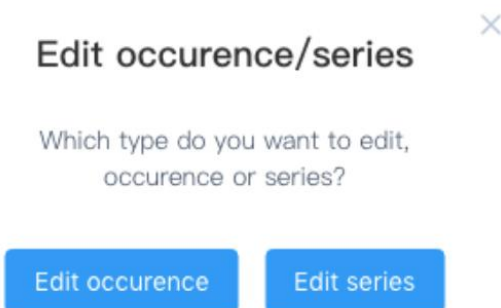 Edit occurence/series
Which type do you want to edit,
occurence or series?
Edit occurence
Edit series